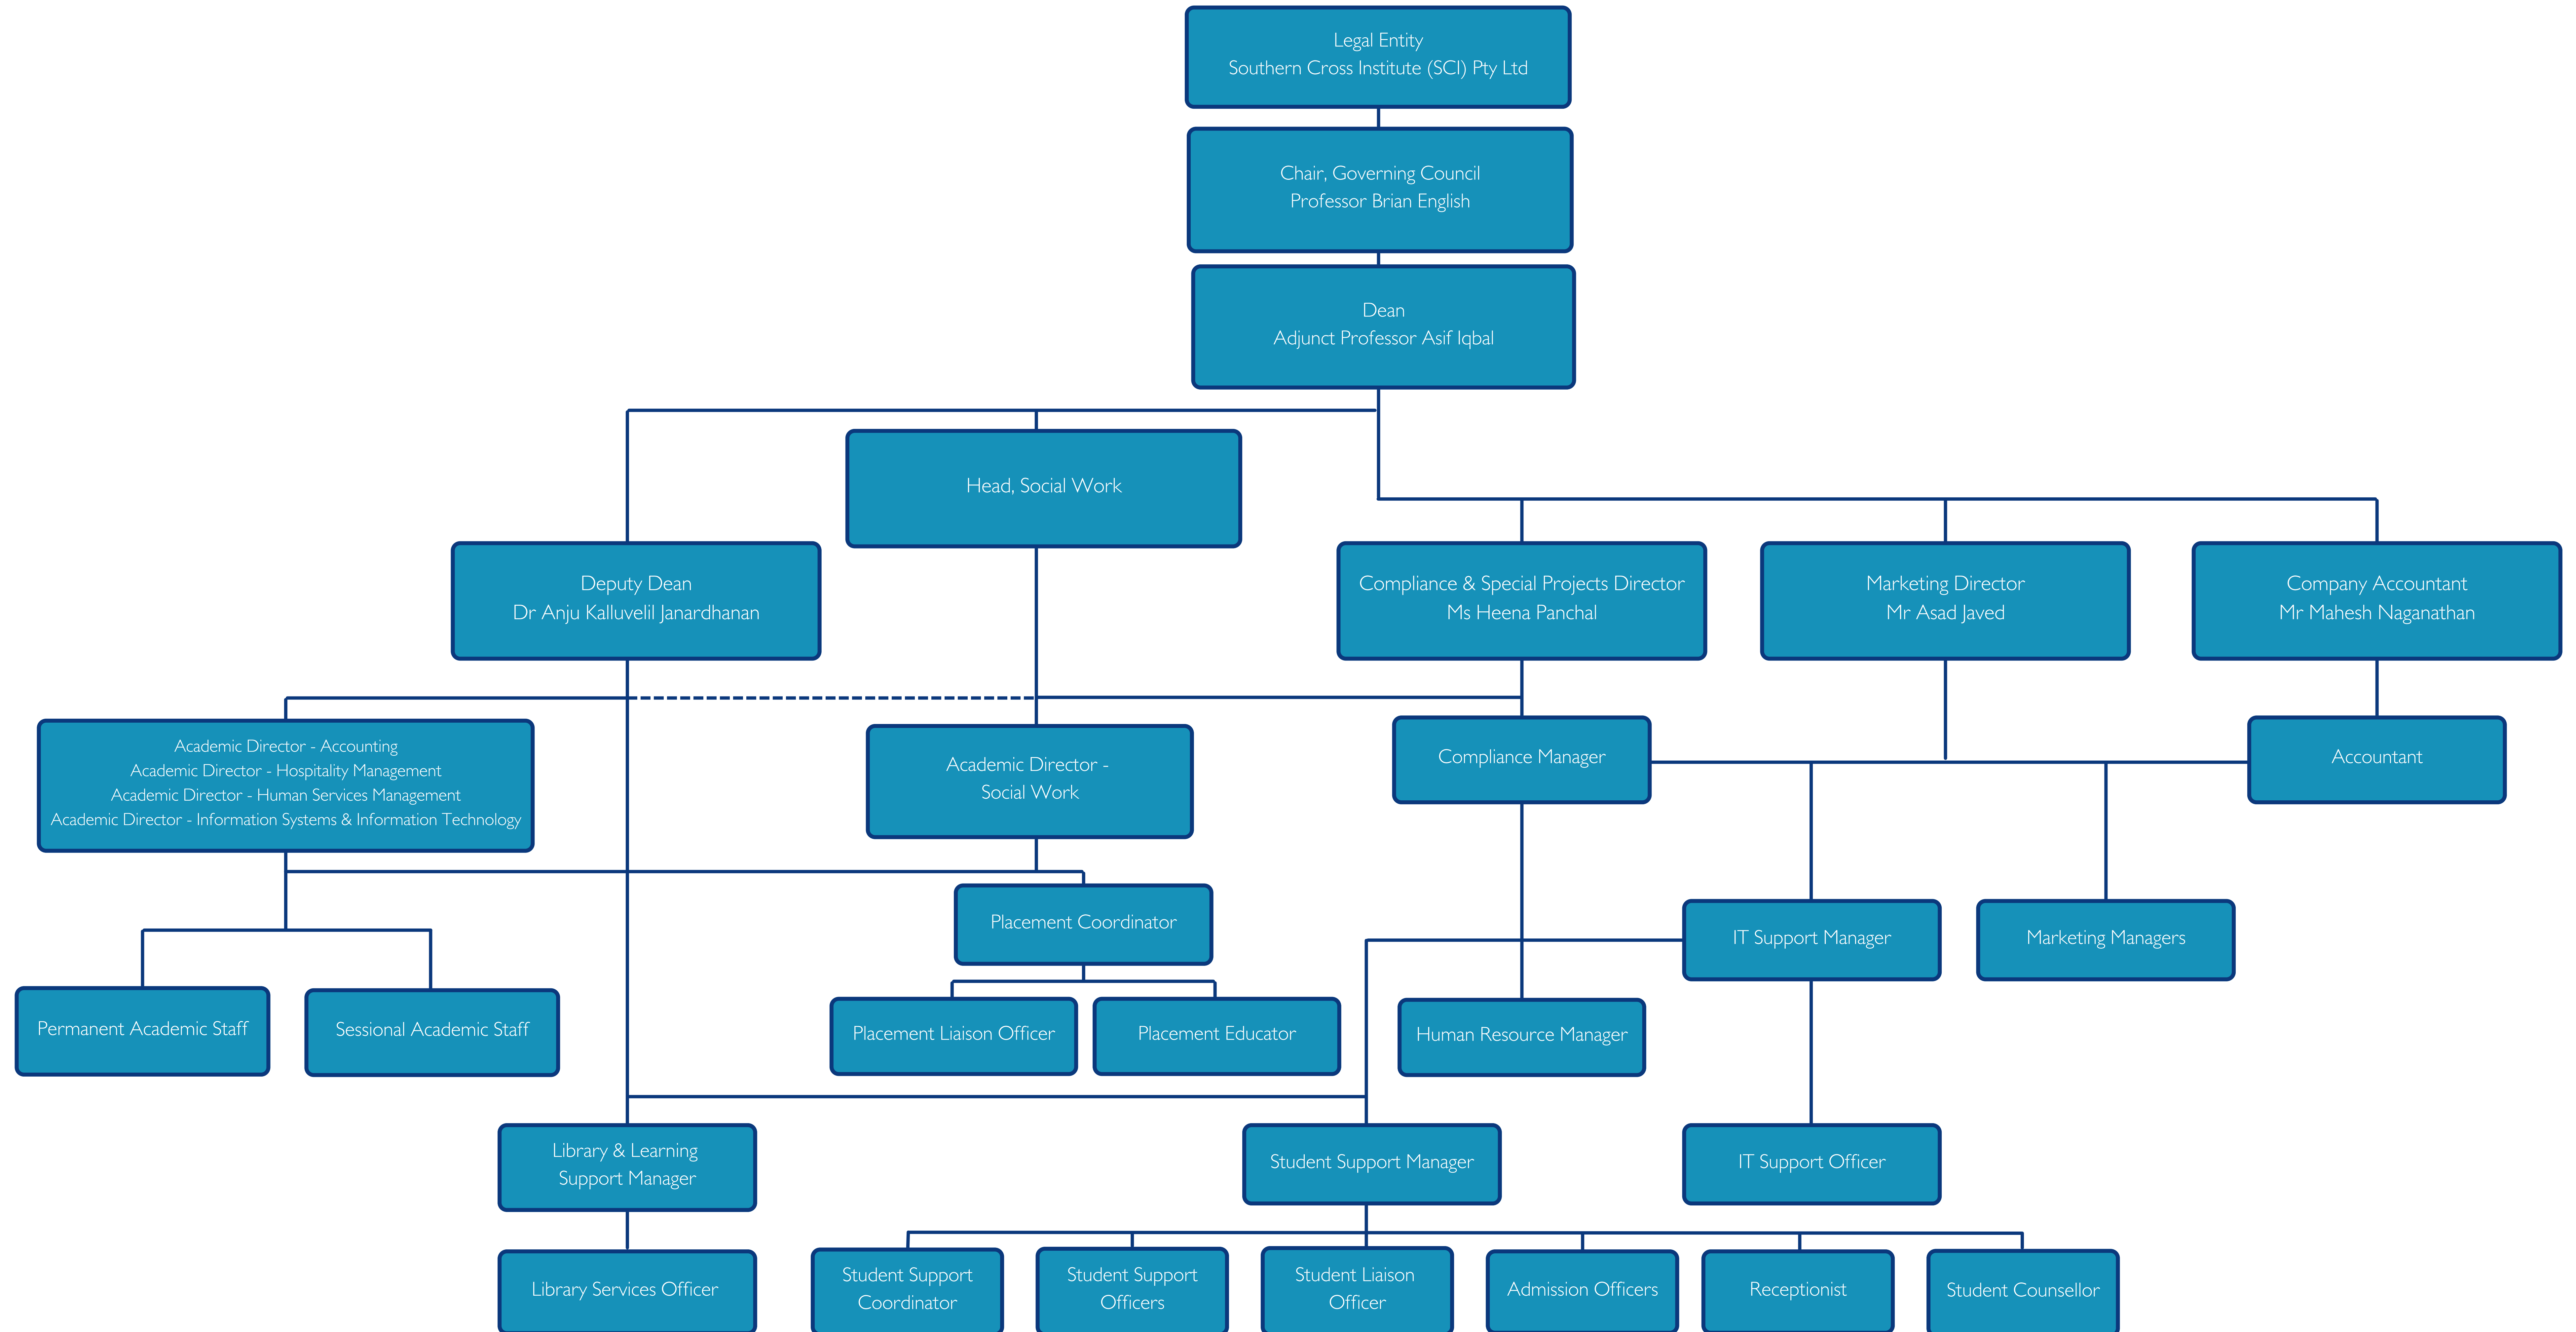 Legal Entity
Southern Cross Institute (SCI) Pty Ltd
Chair, Governing Council
Professor Brian English
Dean
Adjunct Professor Asif Iqbal
Head, Social Work
Deputy Dean
Dr Anju Kalluvelil Janardhanan
Compliance & Special Projects Director
Ms Heena Panchal
Marketing Director
Mr Asad Javed
Company Accountant
Mr Mahesh Naganathan
Academic Director - Accounting
Academic Director - Hospitality Management
Academic Director - Human Services Management
Academic Director - Information Systems & Information Technology
Academic Director -
Social Work
Compliance Manager
Accountant
Placement Coordinator
IT Support Manager
Marketing Managers
Permanent Academic Staff
Sessional Academic Staff
Placement Liaison Officer
Placement Educator
Human Resource Manager
Library & Learning
Support Manager
Student Support Manager
IT Support Officer
Library Services Officer
Student Support
Coordinator
Student Support
Officers
Student Liaison
Officer
Admission Officers
Receptionist
Student Counsellor